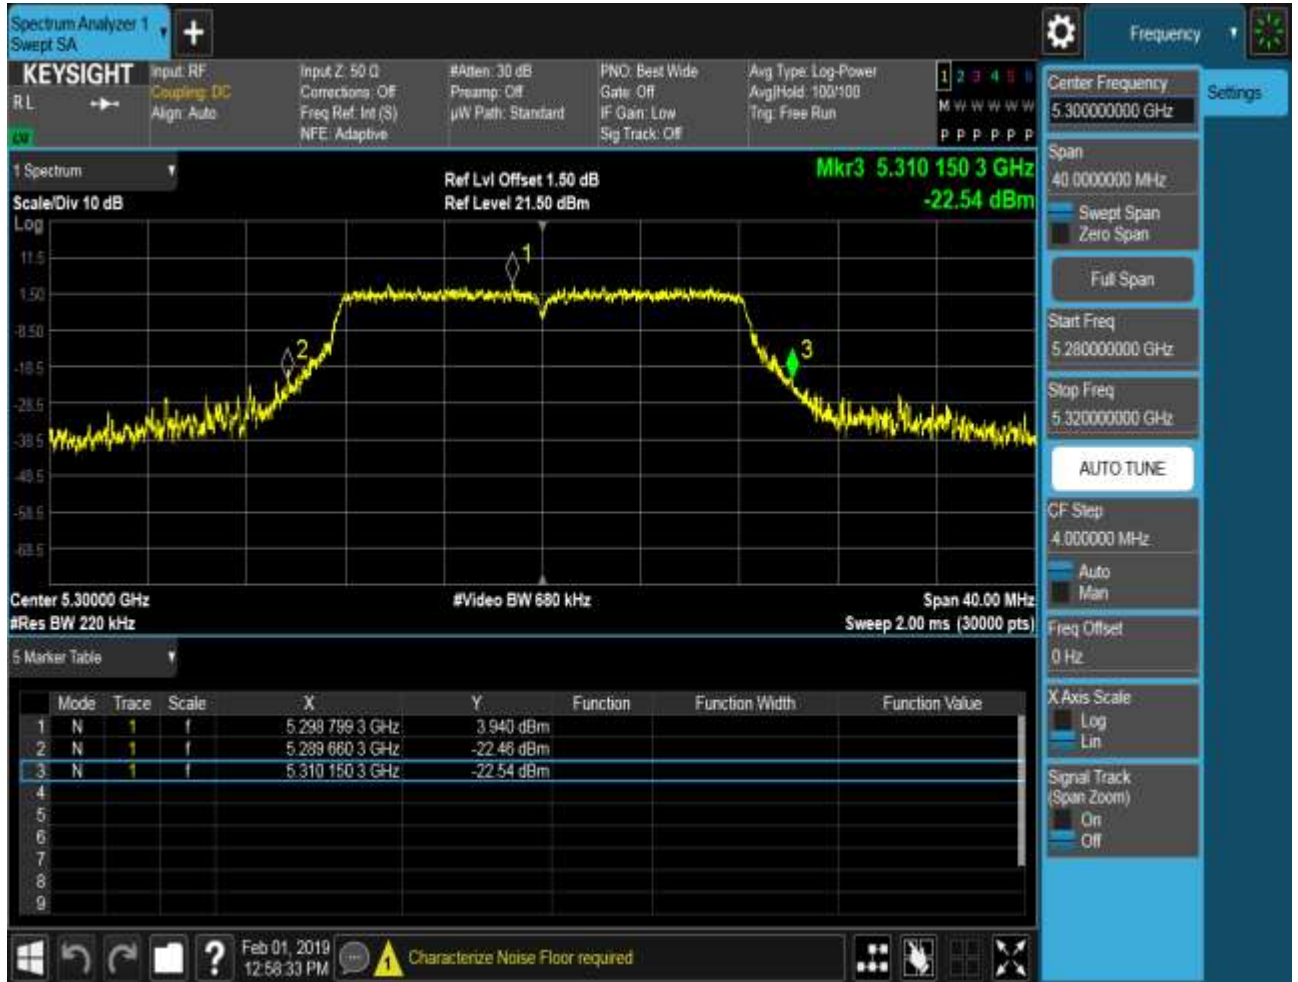 Spectrum Analyzer 1
Swept SA
+
Frequency
KEYSIGHT
Input: RF
Coupling: DC
Align: Auto
Input Z: 50 Ω
Corrections: Off
Freq Ref: Int (S)
NFE: Adaptive
#Atten: 30 dB
Preamp: Off
µW Path: Standard
PNO: Best Wide
Gate: Off
IF Gain: Low
Sig Track: Off
Avg Type: Log-Power
Avg|Hold: 100/100
Trig: Free Run
1 2 3 4 5 6
M W W W W W
P P P P P P
RL
1 Spectrum
Scale/Div 10 dB
Ref Lvl Offset 1.50 dB
Ref Level 21.50 dBm
Mkr3 5.310 150 3 GHz
-22.54 dBm
Log
11.5
1.50
-8.50
-18.5
-28.5
-38.5
-48.5
-58.5
-68.5
1
2
3
Center 5.30000 GHz
#Video BW 680 kHz
Span 40.00 MHz
#Res BW 220 kHz
Sweep 2.00 ms (30000 pts)
5 Marker Table
Mode Trace Scale X Y Function Function Width Function Value
1 N 1 f 5.298 799 3 GHz 3.940 dBm
2 N 1 f 5.289 660 3 GHz -22.46 dBm
3 N 1 f 5.310 150 3 GHz -22.54 dBm
4
5
6
7
8
9
?
Feb 01, 2019
12:58:33 PM
1
Characterize Noise Floor required
Center Frequency
5.300000000 GHz
Settings
Span
40.0000000 MHz
Swept Span
Zero Span
Full Span
Start Freq
5.280000000 GHz
Stop Freq
5.320000000 GHz
AUTO TUNE
CF Step
4.000000 MHz
Auto
Man
Freq Offset
0 Hz
X Axis Scale
Log
Lin
Signal Track
(Span Zoom)
On
Off